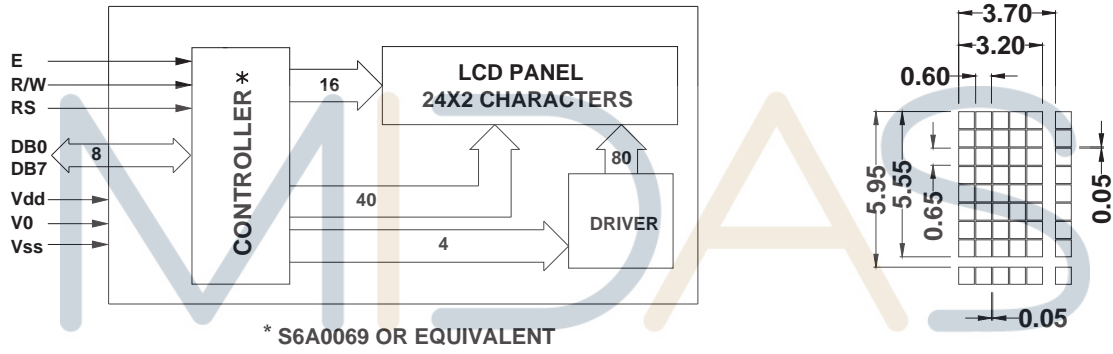 E
R/W
RS
DB0
DB7
8
Vdd
V0
Vss
CONTROLLER *
16
LCD PANEL
24X2 CHARACTERS
40
80
4
DRIVER
* S6A0069 OR EQUIVALENT
3.70
3.20
0.60
5.95
5.55
0.65
0.05
0.05
MIDAS